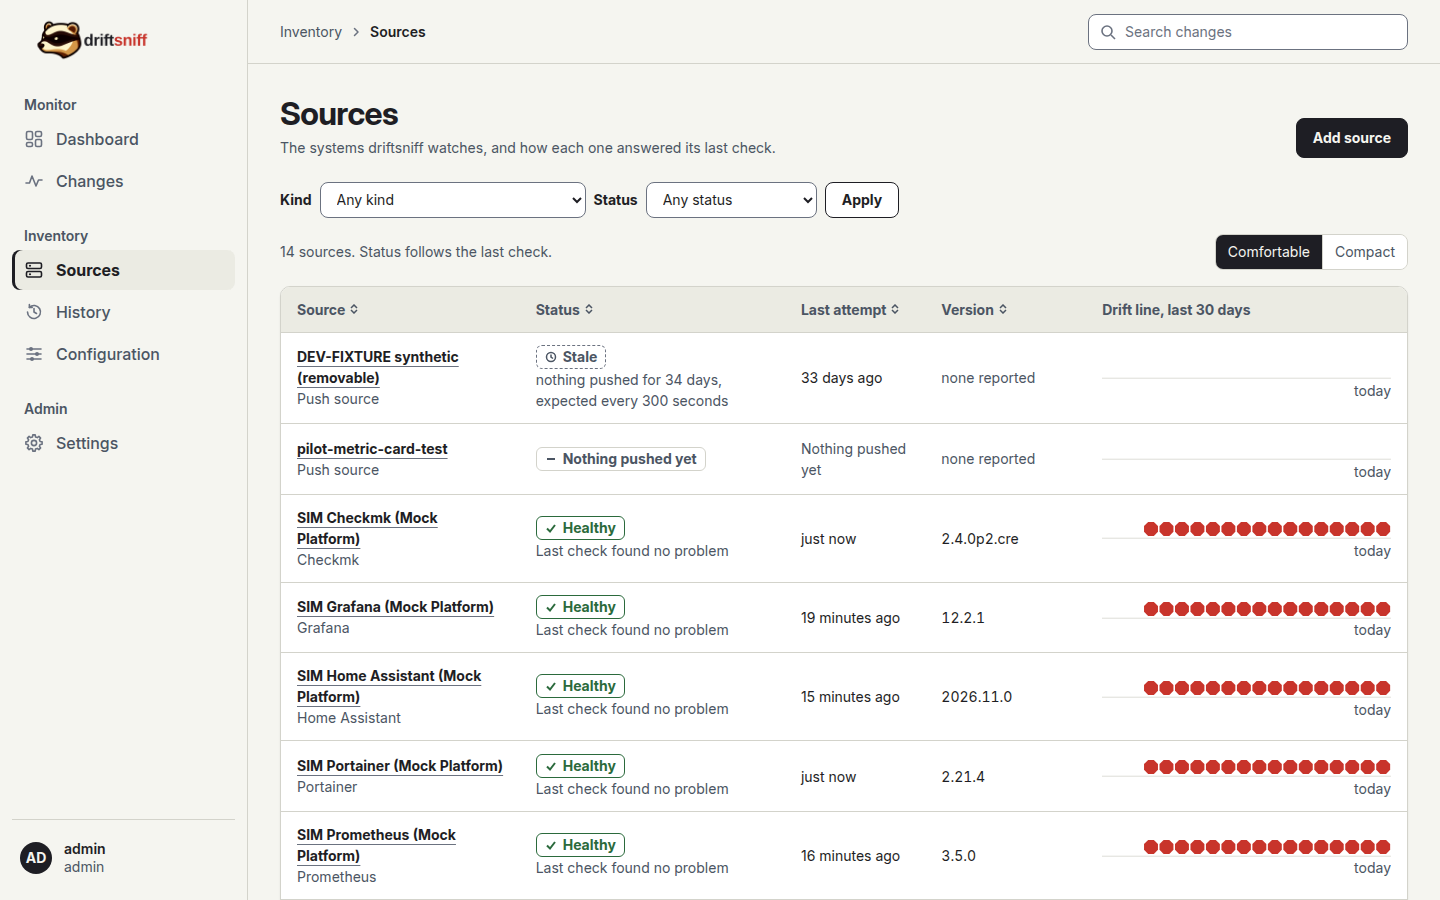 driftsniff
Inventory > Sources
Search changes
Monitor
Dashboard
Changes
Inventory
Sources
History
Configuration
Admin
Settings
AD
admin
admin
Sources
The systems driftsniff watches, and how each one answered its last check.
Add source
Kind Any kind Status Any status Apply
14 sources. Status follows the last check.
Comfortable Compact
Source Status Last attempt Version Drift line, last 30 days
DEV-FIXTURE synthetic
(removable)
Push source
Stale
nothing pushed for 34 days,
expected every 300 seconds
33 days ago
none reported
today
pilot-metric-card-test
Push source
Nothing pushed yet
Nothing pushed
yet
none reported
today
SIM Checkmk (Mock
Platform)
Checkmk
Healthy
Last check found no problem
just now
2.4.0p2.cre
today
SIM Grafana (Mock Platform)
Grafana
Healthy
Last check found no problem
19 minutes ago
12.2.1
today
SIM Home Assistant (Mock
Platform)
Home Assistant
Healthy
Last check found no problem
15 minutes ago
2026.11.0
today
SIM Portainer (Mock Platform)
Portainer
Healthy
Last check found no problem
just now
2.21.4
today
SIM Prometheus (Mock
Platform)
Prometheus
Healthy
Last check found no problem
16 minutes ago
3.5.0
today